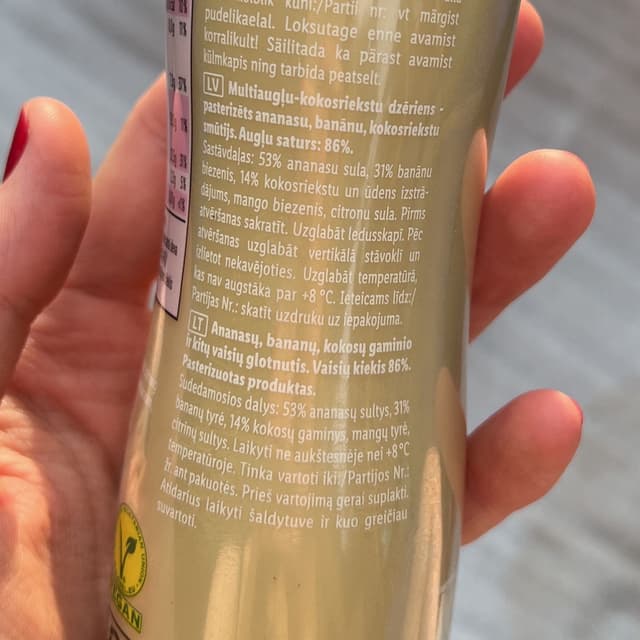 kuni:/Partii nr: vt märgist
pudelikaelal. Loksutage enne avamist
korralikult! Säilitada ka pärast avamist
külmkapis ning tarbida peatselt.
LV Multiaugļu-kokosriekstu dzēriens -
pasterizēts ananasu, banānu, kokosriekstu
smūtijs. Augļu saturs: 86%.
Sastāvdaļas: 53% ananasu sula, 31% banānu
biezenis, 14% kokosriekstu un ūdens izstrā-
dājums, mango biezenis, citronu sula. Pirms
atvēršanas sakratīt. Uzglabāt ledusskapī. Pēc
atvēršanas uzglabāt vertikālā stāvoklī un
izlietot nekavējoties. Uzglabāt temperatūrā,
kas nav augstāka par +8 °C. Ieteicams līdz:/
Partijas Nr.: skatīt uzdruku uz iepakojuma.
LT Ananasų, bananų, kokosų gaminio
ir kitų vaisių glotnutis. Vaisių kiekis 86%.
Pasterizuotas produktas.
Sudedamosios dalys: 53% ananasų sultys, 31%
bananų tyrė, 14% kokosų gaminys, mangų tyrė,
citrinų sultys. Laikyti ne aukštesnėje nei +8°C
temperatūroje. Tinka vartoti iki:/Partijos Nr.:
žr. ant pakuotės. Prieš vartojimą gerai suplakti.
Atidarius laikyti šaldytuve ir kuo greičiau
suvartoti.
VEGAN